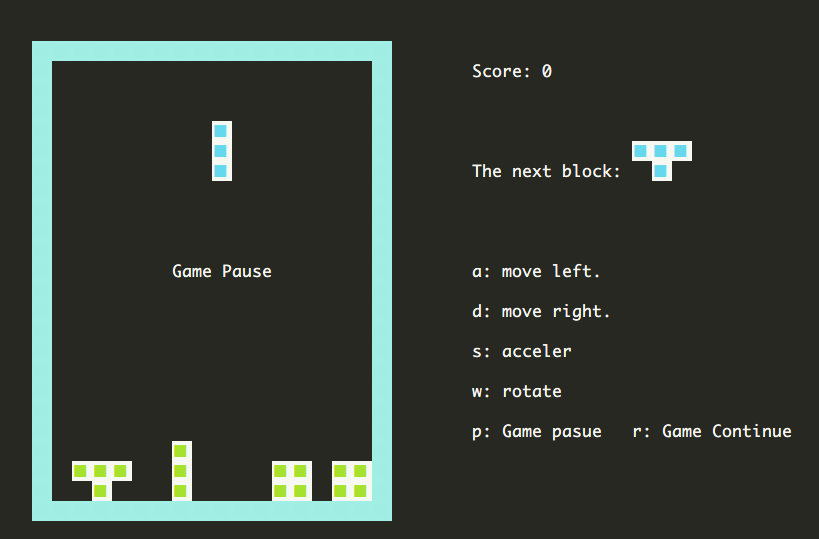 Score: 0
The next block:
Game Pause
a: move left.
d: move right.
s: acceler
w: rotate
p: Game pasue   r: Game Continue